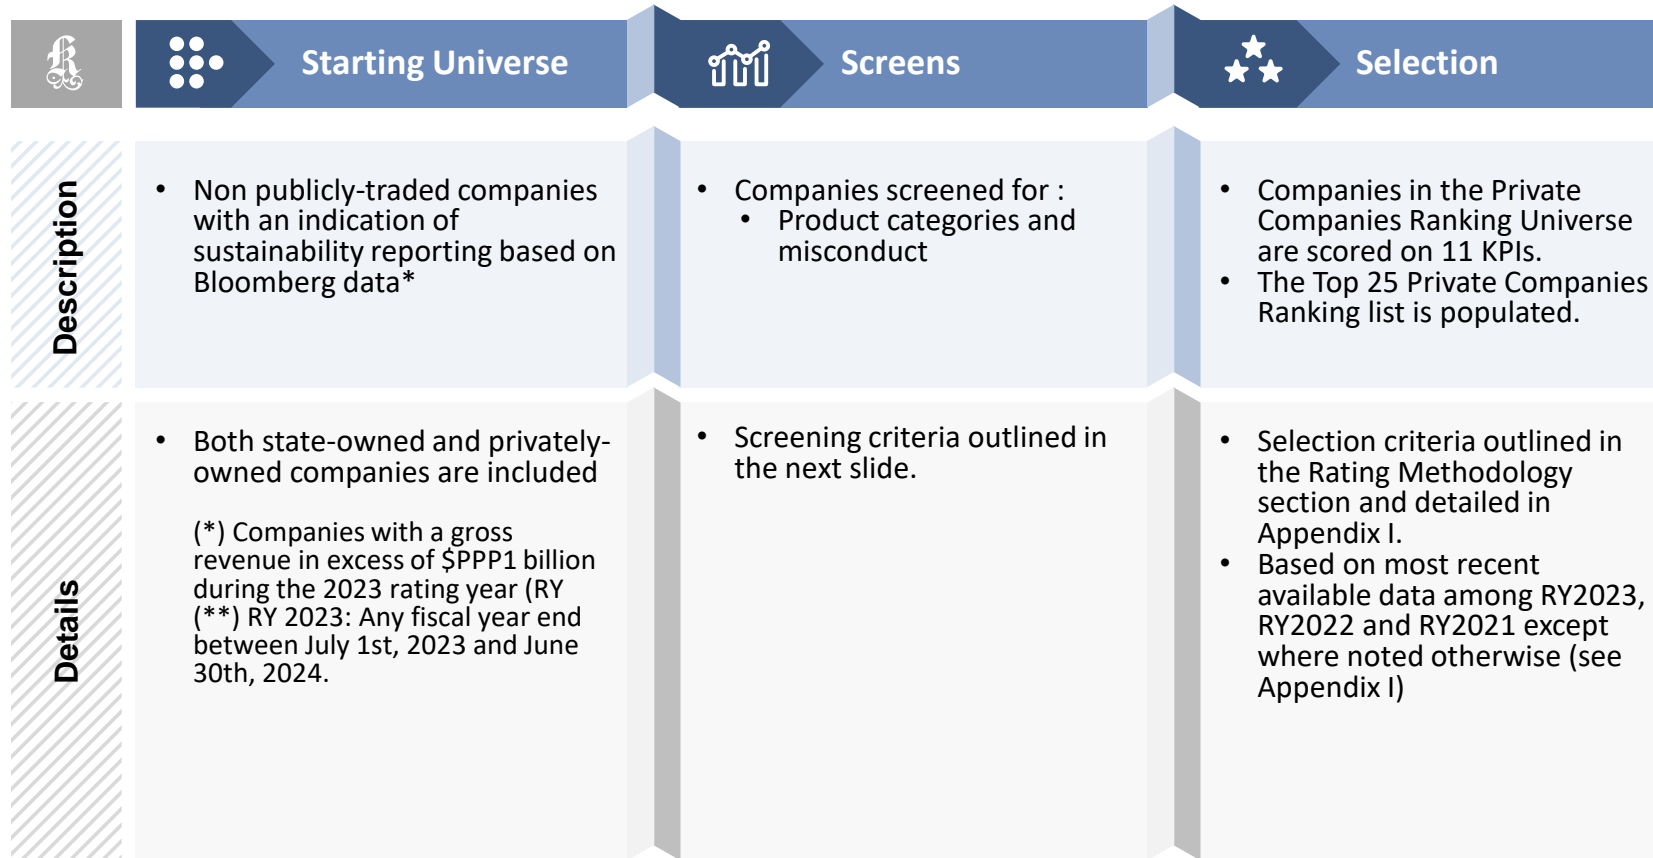 Starting Universe
Screens
Selection
Description
• Non publicly-traded companies
with an indication of
sustainability reporting based on
Bloomberg data*
• Companies screened for :
• Product categories and
misconduct
• Companies in the Private
Companies Ranking Universe
are scored on 11 KPIs.
• The Top 25 Private Companies
Ranking list is populated.
Details
• Both state-owned and privately-
owned companies are included
(*) Companies with a gross
revenue in excess of $PPP1 billion
during the 2023 rating year (RY
(**) RY 2023: Any fiscal year end
between July 1st, 2023 and June
30th, 2024.
• Screening criteria outlined in
the next slide.
• Selection criteria outlined in
the Rating Methodology
section and detailed in
Appendix I.
• Based on most recent
available data among RY2023,
RY2022 and RY2021 except
where noted otherwise (see
Appendix I)